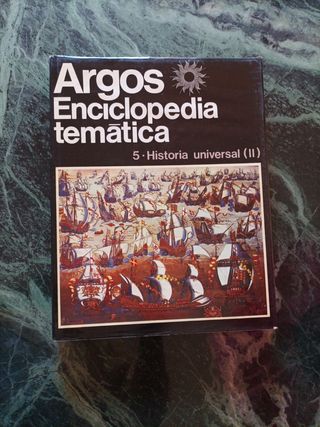 Argos
Enciclopedia
temática
5·Historia universal (II)